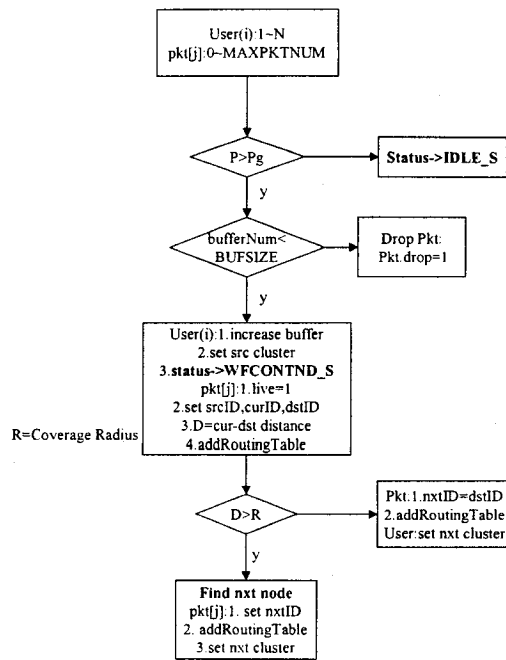 User(i):1~N
pkt[j]:0~MAXPKTNUM
P>Pg
Status->IDLE_S
y
bufferNum<
BUFSIZE
Drop Pkt:
Pkt.drop=1
y
User(i):1.increase buffer
2.set src cluster
3.status->WFCONTND_S
pkt[j]:1.live=1
2.set srcID,curID,dstID
3.D=cur-dst distance
4.addRoutingTable
R=Coverage Radius
D>R
Pkt:1.nxtID=dstID
2.addRoutingTable
User:set nxt cluster
y
Find nxt node
pkt[j]:1. set nxtID
2. addRoutingTable
3.set nxt cluster